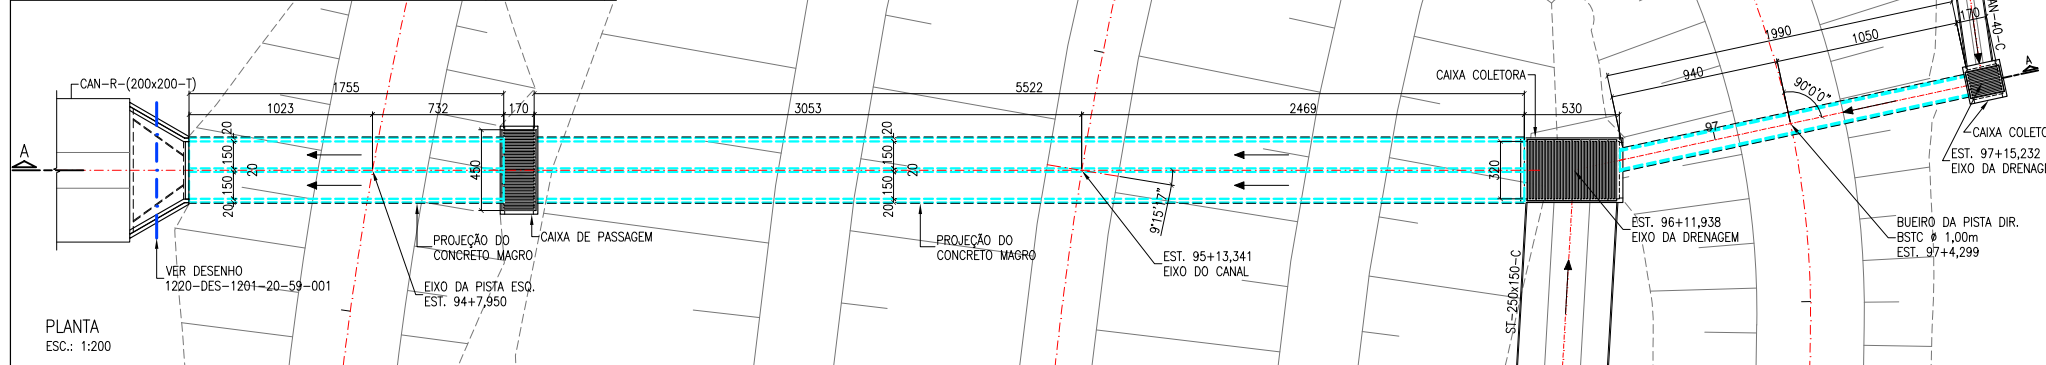 CAN-R-(200x200-T)
1755
1023
732
170
5522
3053
2469
530
CAIXA COLETORA
1990
940
1050
170
AN-40-C
90°0'0"
97
A
A
20
150
150
20
20
450
20
150
150
20
20
320
9°15'17"
CAIXA DE PASSAGEM
PROJEÇÃO DO
CONCRETO MAGRO
PROJEÇÃO DO
CONCRETO MAGRO
VER DESENHO
1220-DES-1201-20-59-001
EIXO DA PISTA ESQ.
EST. 94+7,950
EST. 95+13,341
EIXO DO CANAL
ST-250x150-C
EST. 96+11,938
EIXO DA DRENAGEM
BUEIRO DA PISTA DIR.
BSTC ø 1,00m
EST. 97+4,299
CAIXA COLETO
EST. 97+15,232
EIXO DA DRENAGE
PLANTA
ESC.: 1:200